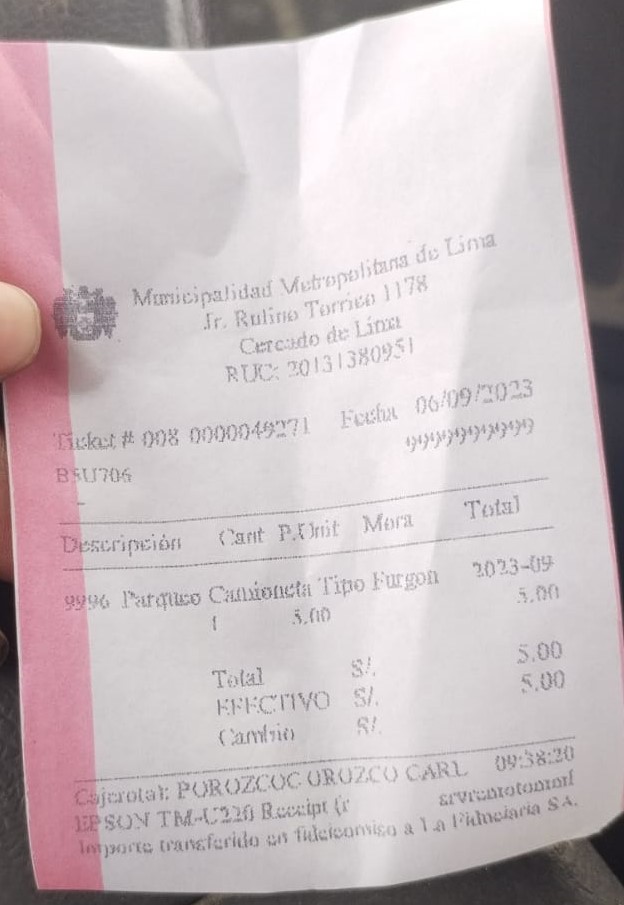 Municipalidad Metropolitana de Lima
Jr. Rufino Torrico 1178
Cercado de Lima
RUC: 20131380951
Ticket # 008 0000049271 Fecha 06/09/2023
9999999999
BSU706
-
Descripción Cant P.Unit Mora Total
9996 Parqueo Camioneta Tipo Furgon 2023-09
1 5.00 5.00
Total S/. 5.00
EFECTIVO S/. 5.00
Cambio S/.
Cajero(a): POROZCOC OROZCO CARL 09:38:20
EPSON TM-U220 Receipt (r
Importe transferido en fideicomiso a La Fiduciaria SA.